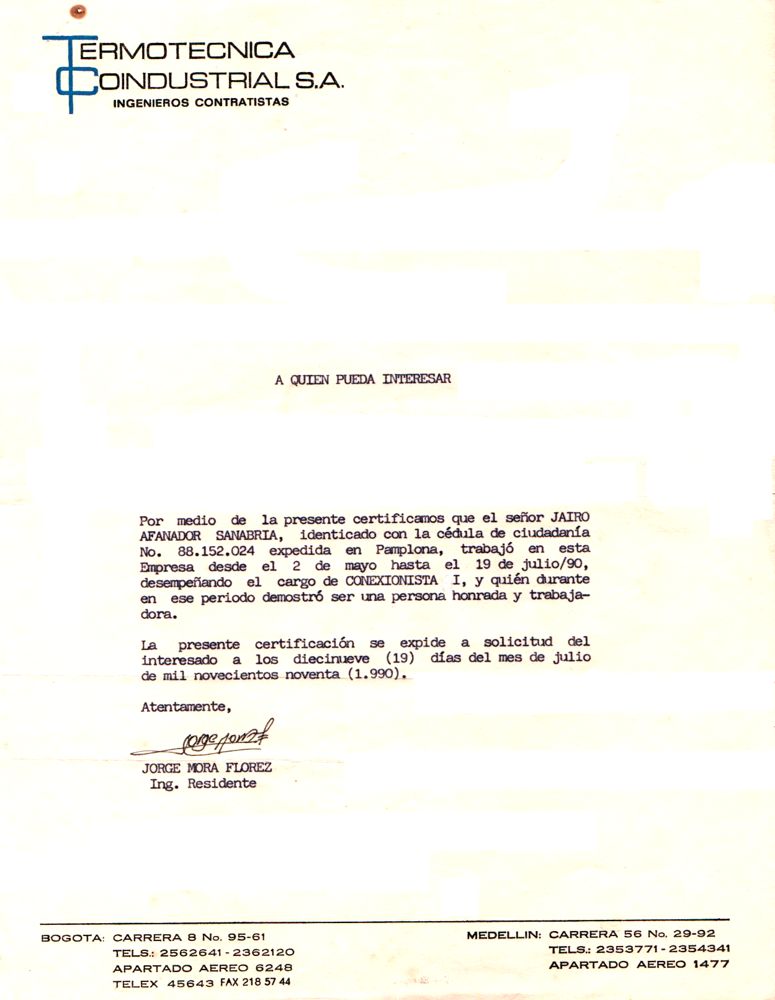 TERMOTECNICA
COINDUSTRIAL S.A.
INGENIEROS CONTRATISTAS
A QUIEN PUEDA INTERESAR
Por medio de la presente certificamos que el señor JAIRO
AFANADOR SANABRIA, identicado con la cédula de ciudadanía
No. 88.152.024 expedida en Pamplona, trabajó en esta
Empresa desde el 2 de mayo hasta el 19 de julio/90,
desempeñando el cargo de CONEXIONISTA I, y quién durante
en ese periodo demostró ser una persona honrada y trabaja-
dora.
La presente certificación se expide a solicitud del
interesado a los diecinueve (19) días del mes de julio
de mil novecientos noventa (1.990).
Atentamente,
JORGE MORA FLOREZ
Ing. Residente
BOGOTA: CARRERA 8 No. 95-61
TELS.: 2562641 - 2362120
APARTADO AEREO 6248
TELEX 45643 FAX 218 57 44
MEDELLIN: CARRERA 56 No. 29-92
TELS.: 2353771 - 2354341
APARTADO AEREO 1477